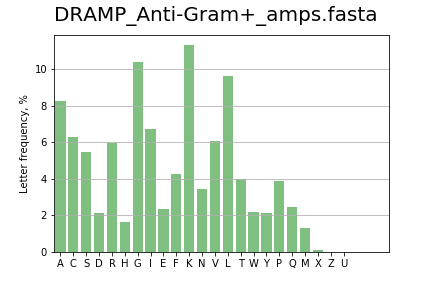 DRAMP_Anti-Gram+_amps.fasta
Letter frequency, %
10
8
6
4
2
0
A C S D R H G I E F K N V L T W Y P Q M X Z U